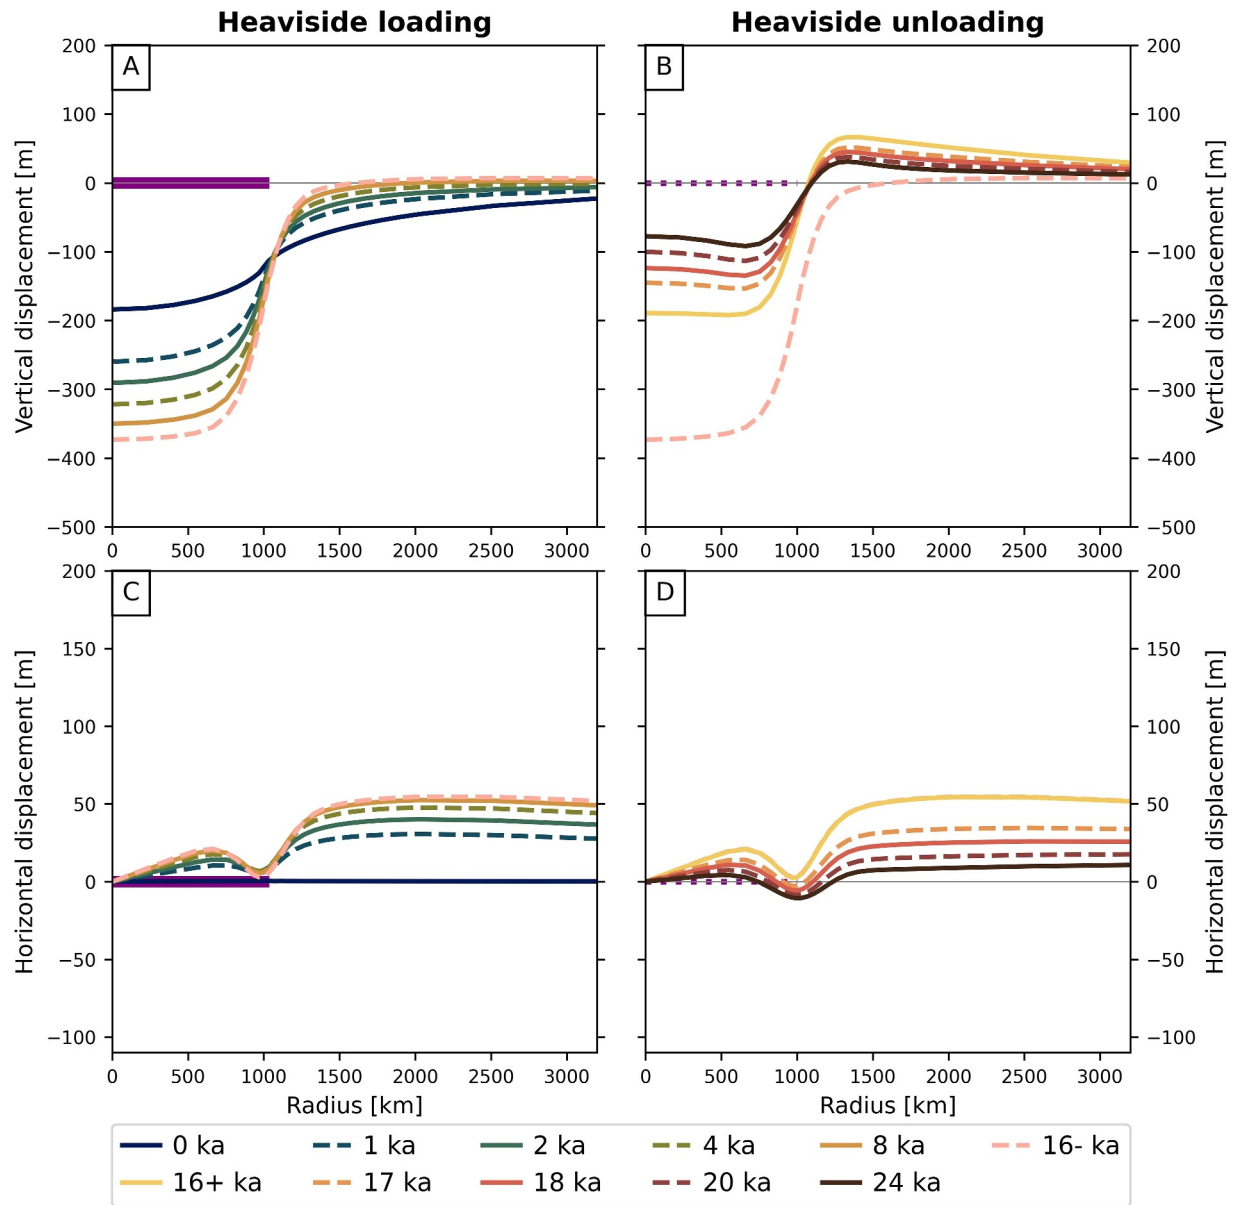 Heaviside loading
Heaviside unloading
A
200
100
0
−100
−200
−300
−400
−500
Vertical displacement [m]
0 500 1000 1500 2000 2500 3000
B
200
100
0
−100
−200
−300
−400
−500
Vertical displacement [m]
0 500 1000 1500 2000 2500 3000
C
200
150
100
50
0
−50
−100
Horizontal displacement [m]
0 500 1000 1500 2000 2500 3000
Radius [km]
D
200
150
100
50
0
−50
−100
Horizontal displacement [m]
0 500 1000 1500 2000 2500 3000
Radius [km]
0 ka 1 ka 2 ka 4 ka 8 ka 16- ka
16+ ka 17 ka 18 ka 20 ka 24 ka